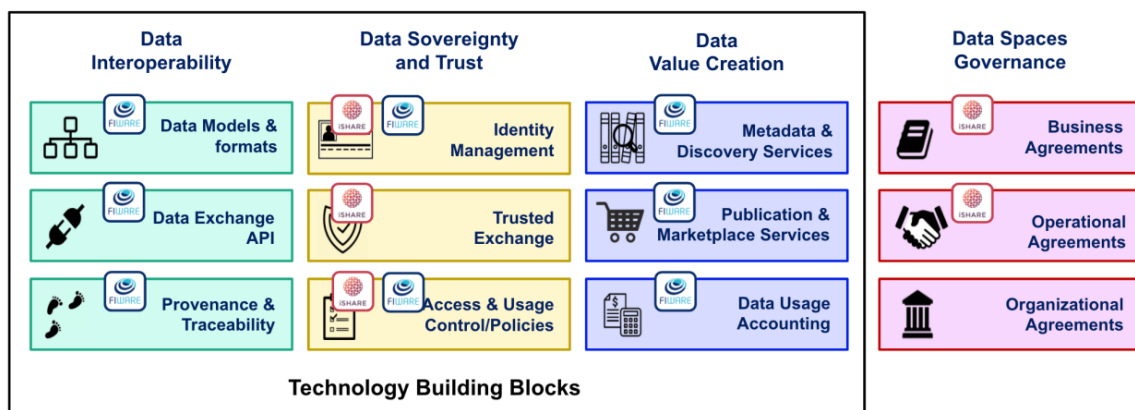 Data
Interoperability
Data Sovereignty
and Trust
Data
Value Creation
Data Spaces
Governance
FIWARE
Data Models &
formats
iSHARE
FIWARE
Identity
Management
FIWARE
Metadata &
Discovery Services
iSHARE
Business
Agreements
FIWARE
Data Exchange
API
iSHARE
Trusted
Exchange
FIWARE
Publication &
Marketplace Services
iSHARE
Operational
Agreements
FIWARE
Provenance &
Traceability
iSHARE
FIWARE
Access & Usage
Control/Policies
FIWARE
$
Data Usage
Accounting
Organizational
Agreements
Technology Building Blocks